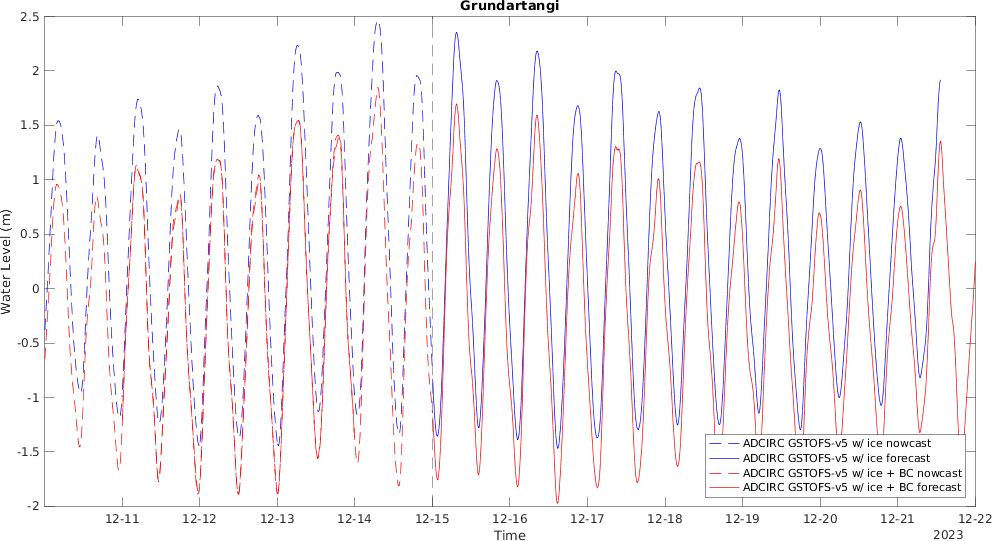 Grundartangi
2.5
2
1.5
1
0.5
0
-0.5
-1
-1.5
-2
Water Level (m)
12-11 12-12 12-13 12-14 12-15 12-16 12-17 12-18 12-19 12-20 12-21 12-22
Time
2023
ADCIRC GSTOFS-v5 w/ ice nowcast
ADCIRC GSTOFS-v5 w/ ice forecast
ADCIRC GSTOFS-v5 w/ ice + BC nowcast
ADCIRC GSTOFS-v5 w/ ice + BC forecast